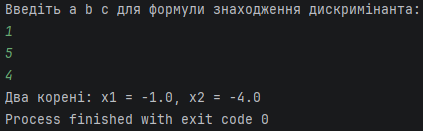 Введіть a b c для формули знаходження дискримінанта:
1
5
4
Два корені: x1 = -1.0, x2 = -4.0
Process finished with exit code 0